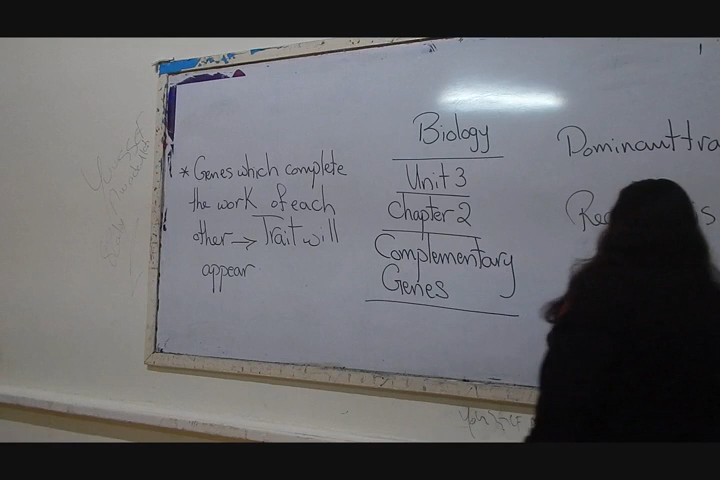 Biology
Unit 3
Chapter 2
Complementary
Genes
* Genes which complete
the work of each
other → Trait will
appear
Dominant tra